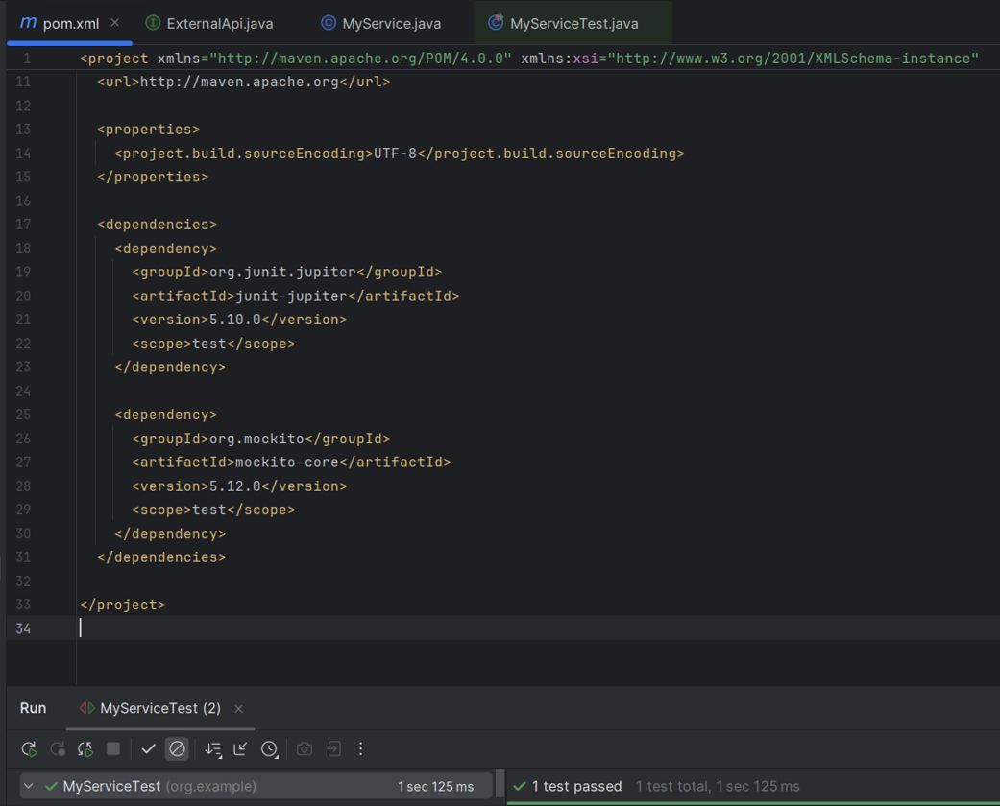 m pom.xml × ExternalApi.java MyService.java MyServiceTest.java
1 <project xmlns="http://maven.apache.org/POM/4.0.0" xmlns:xsi="http://www.w3.org/2001/XMLSchema-instance"
11 <url>http://maven.apache.org</url>
12
13 <properties>
14 <project.build.sourceEncoding>UTF-8</project.build.sourceEncoding>
15 </properties>
16
17 <dependencies>
18 <dependency>
19 <groupId>org.junit.jupiter</groupId>
20 <artifactId>junit-jupiter</artifactId>
21 <version>5.10.0</version>
22 <scope>test</scope>
23 </dependency>
24
25 <dependency>
26 <groupId>org.mockito</groupId>
27 <artifactId>mockito-core</artifactId>
28 <version>5.12.0</version>
29 <scope>test</scope>
30 </dependency>
31 </dependencies>
32
33 </project>
34
Run MyServiceTest (2) ×
MyServiceTest (org.example) 1 sec 125 ms 1 test passed 1 test total, 1 sec 125 ms